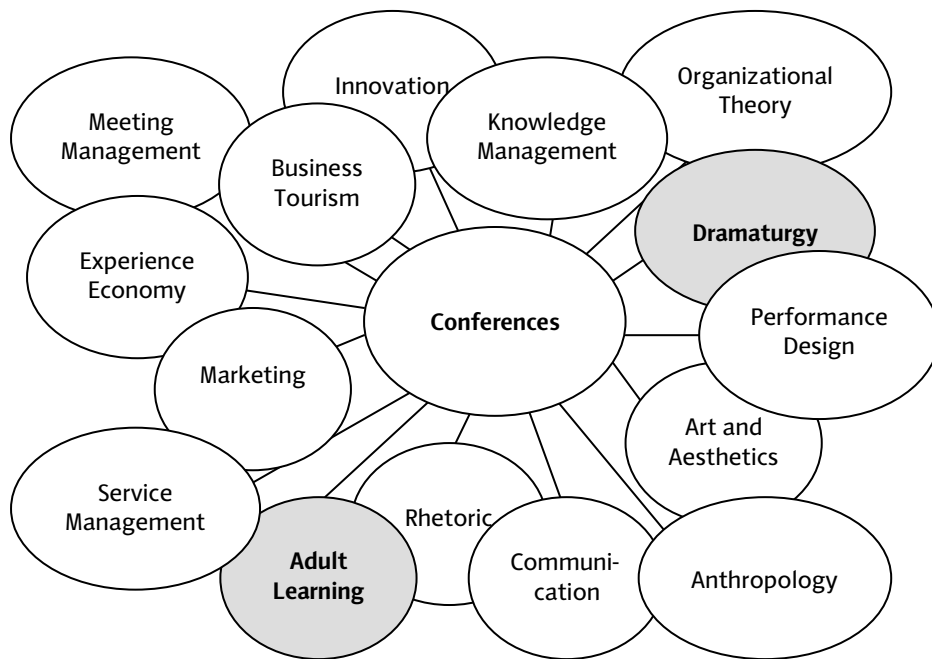 Innovation
Organizational
Theory
Meeting
Management
Knowledge
Management
Business
Tourism
Dramaturgy
Experience
Economy
Conferences
Performance
Design
Marketing
Art and
Aesthetics
Service
Management
Rhetoric
Adult
Learning
Communi-
cation
Anthropology